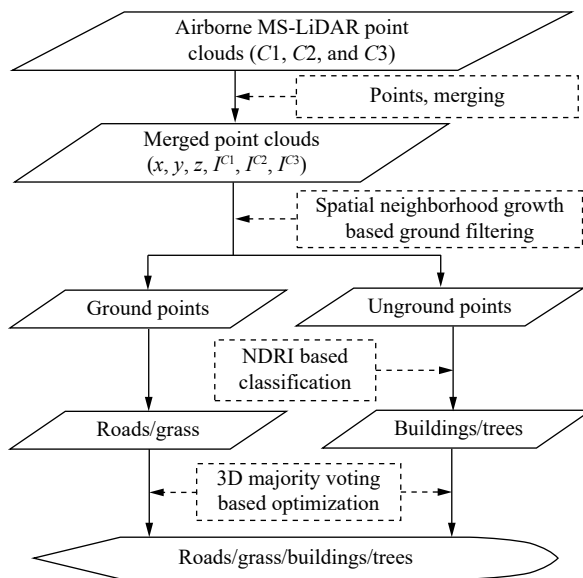 Airborne MS-LiDAR point
clouds (C1, C2, and C3)
Points, merging
Merged point clouds
(x, y, z, I^{C1}, I^{C2}, I^{C3})
Spatial neighborhood growth
based ground filtering
Ground points
Unground points
NDRI based
classification
Roads/grass
Buildings/trees
3D majority voting
based optimization
Roads/grass/buildings/trees